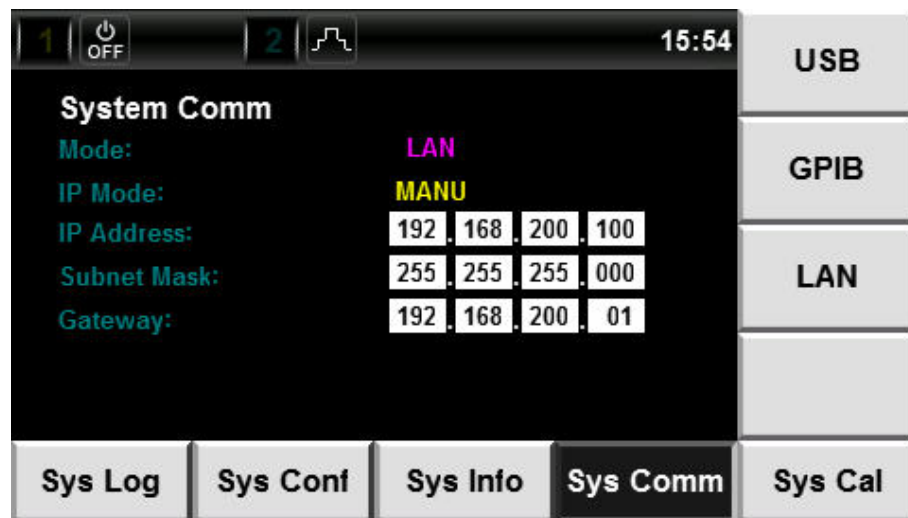 1 OFF 2 15:54
USB
System Comm
Mode: LAN
GPIB
IP Mode: MANU
IP Address: 192.168.200.100
Subnet Mask: 255.255.255.000
LAN
Gateway: 192.168.200.01
Sys Log Sys Conf Sys Info Sys Comm Sys Cal